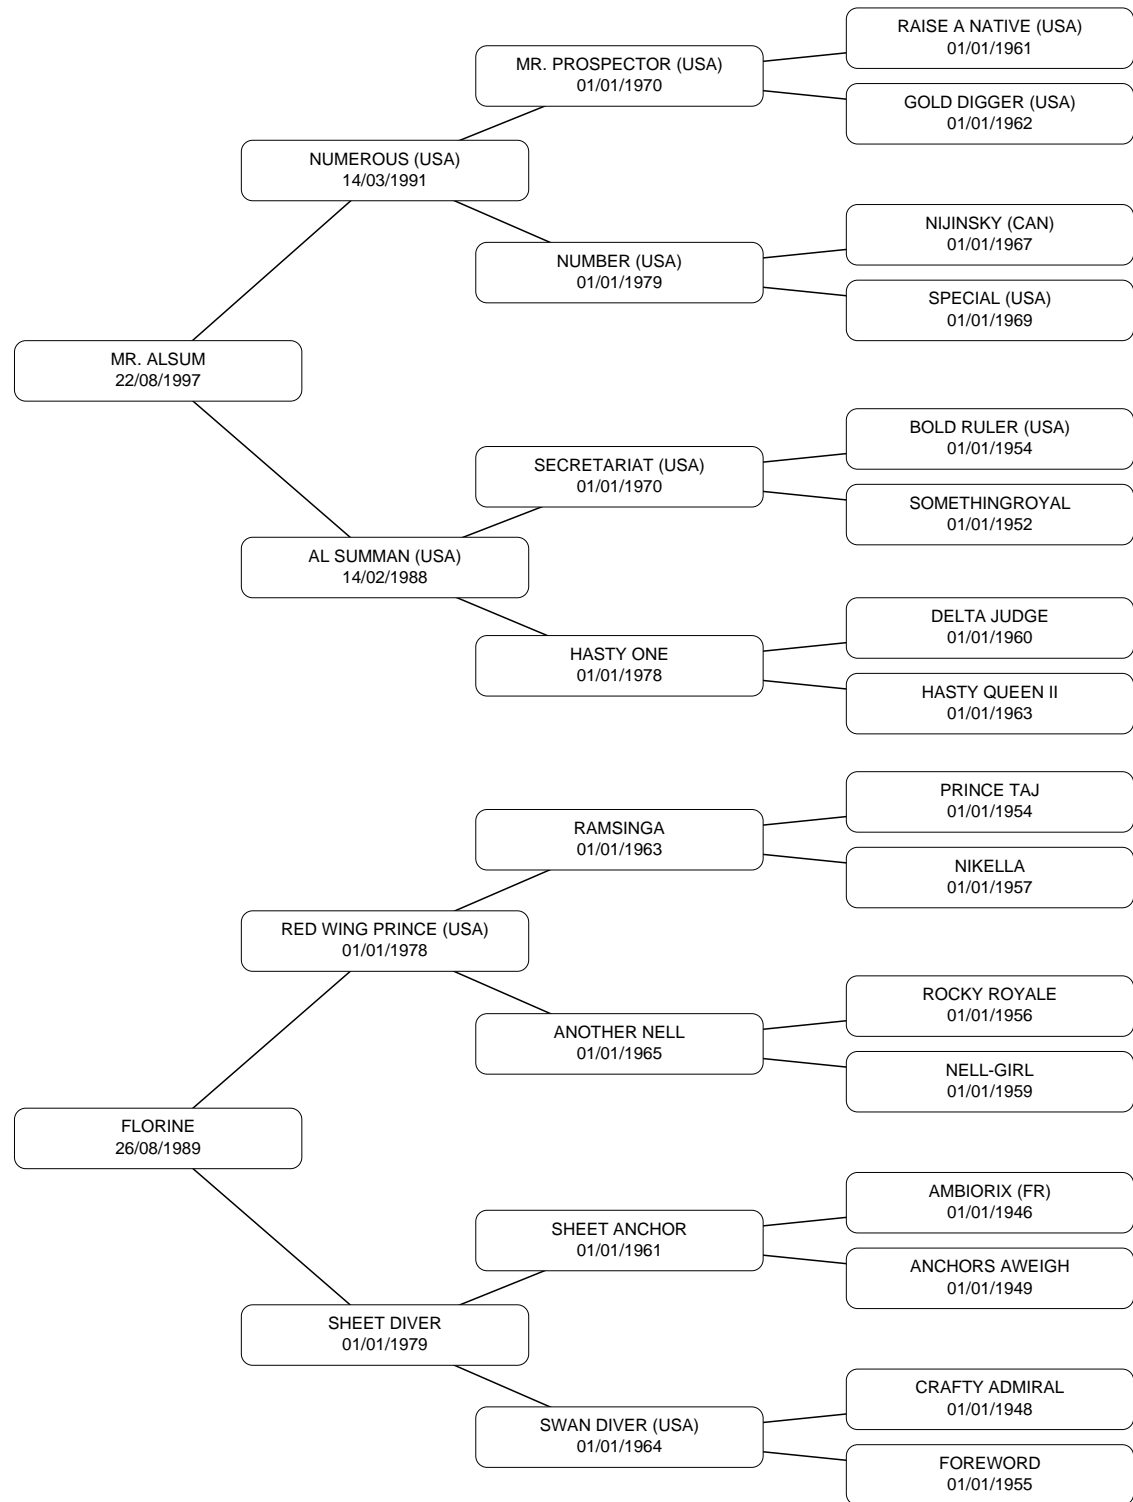 RAISE A NATIVE (USA)
01/01/1961
MR. PROSPECTOR (USA)
01/01/1970
GOLD DIGGER (USA)
01/01/1962
NUMEROUS (USA)
14/03/1991
NIJINSKY (CAN)
01/01/1967
NUMBER (USA)
01/01/1979
SPECIAL (USA)
01/01/1969
MR. ALSUM
22/08/1997
BOLD RULER (USA)
01/01/1954
SECRETARIAT (USA)
01/01/1970
SOMETHINGROYAL
01/01/1952
AL SUMMAN (USA)
14/02/1988
DELTA JUDGE
01/01/1960
HASTY ONE
01/01/1978
HASTY QUEEN II
01/01/1963
PRINCE TAJ
01/01/1954
RAMSINGA
01/01/1963
NIKELLA
01/01/1957
RED WING PRINCE (USA)
01/01/1978
ROCKY ROYALE
01/01/1956
ANOTHER NELL
01/01/1965
NELL-GIRL
01/01/1959
FLORINE
26/08/1989
AMBIORIX (FR)
01/01/1946
SHEET ANCHOR
01/01/1961
ANCHORS AWEIGH
01/01/1949
SHEET DIVER
01/01/1979
CRAFTY ADMIRAL
01/01/1948
SWAN DIVER (USA)
01/01/1964
FOREWORD
01/01/1955